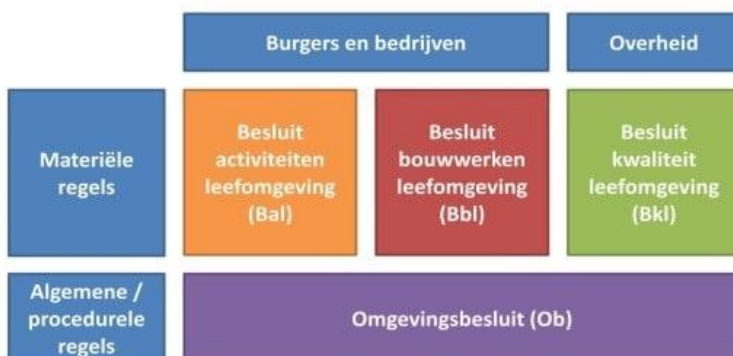 Burgers en bedrijven
Overheid
Materiële
regels
Besluit
activiteiten
leefomgeving
(Bal)
Besluit
bouwwerken
leefomgeving
(Bbl)
Besluit
kwaliteit
leefomgeving
(Bkl)
Algemene /
procedurele
regels
Omgevingsbesluit (Ob)